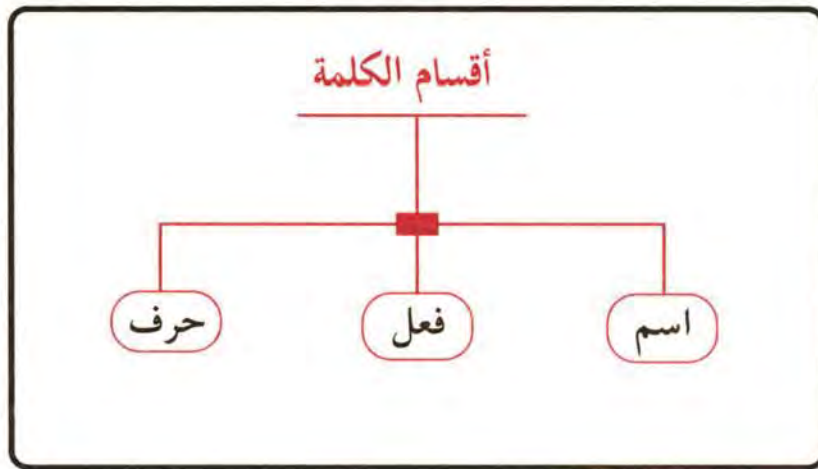 أقسام الكلمة
اسم
فعل
حرف